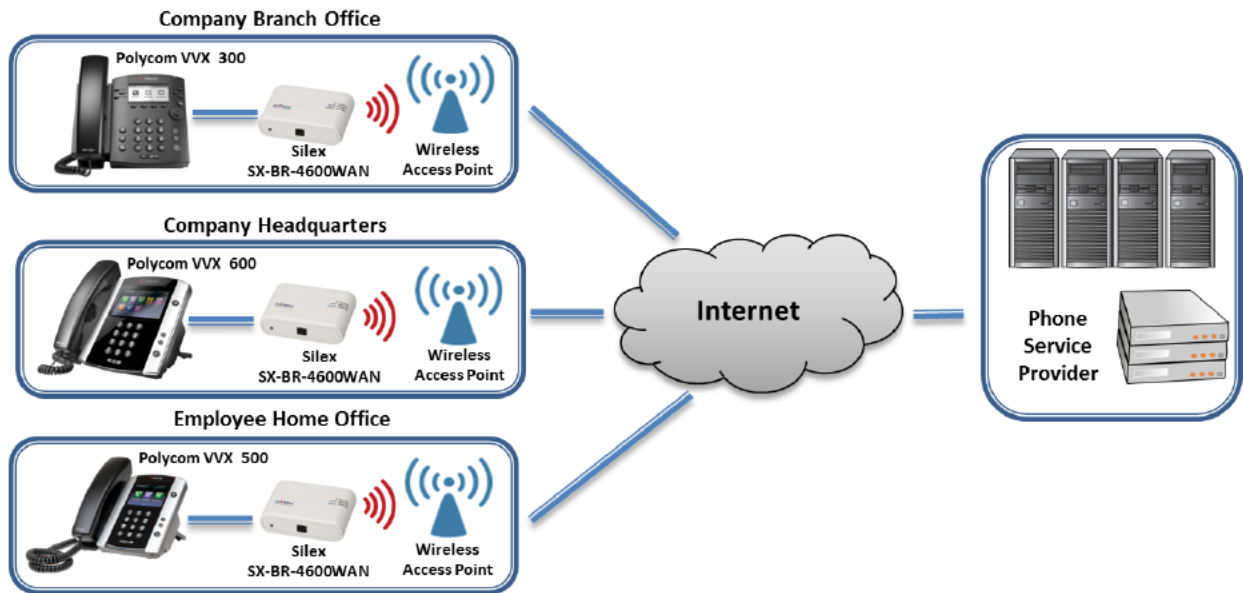 Company Branch Office
Polycom VVX 300
Silex
SX-BR-4600WAN
Wireless
Access Point
Company Headquarters
Polycom VVX 600
Silex
SX-BR-4600WAN
Wireless
Access Point
Employee Home Office
Polycom VVX 500
Silex
SX-BR-4600WAN
Wireless
Access Point
Internet
Phone
Service
Provider